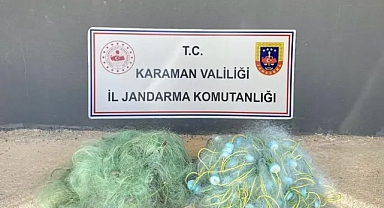 T.C.
KARAMAN VALİLİĞİ
İL JANDARMA KOMUTANLIĞI